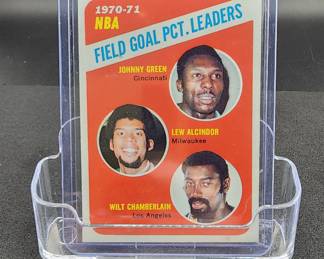 1970-71
NBA
FIELD GOAL PCT. LEADERS
JOHNNY GREEN
Cincinnati
LEW ALCINDOR
Milwaukee
WILT CHAMBERLAIN
Los Angeles